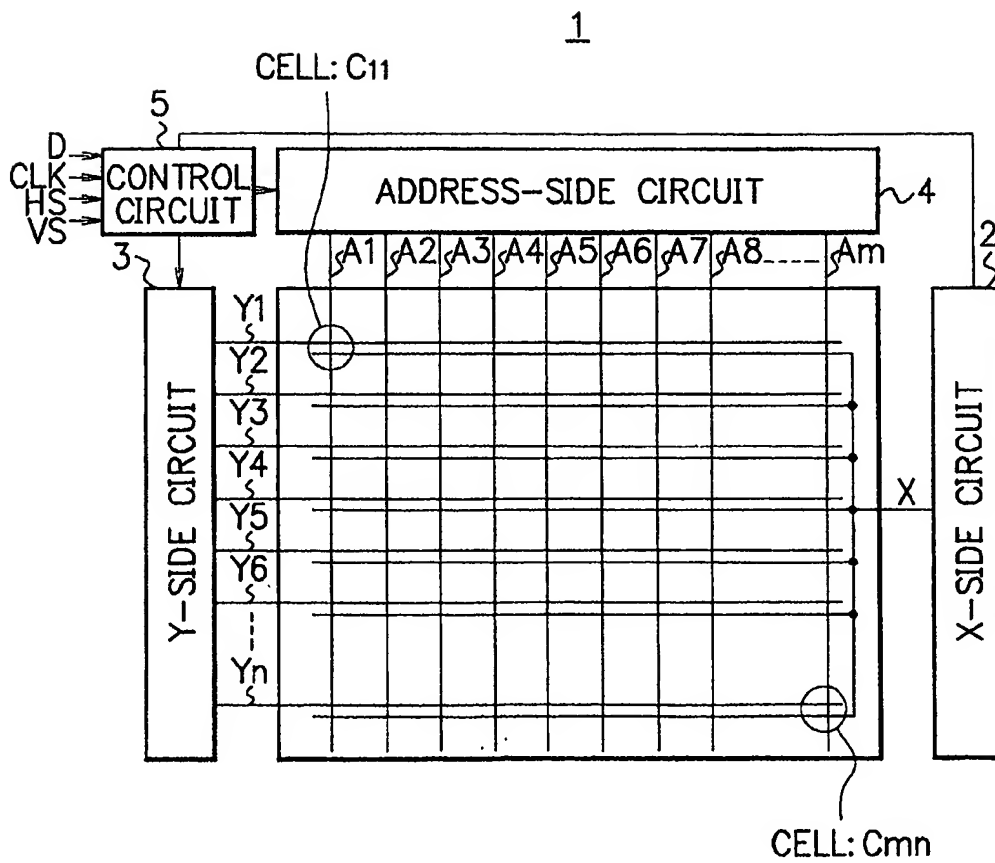 1
CELL: C11
5
D
CLK
HS
VS
CONTROL
CIRCUIT
ADDRESS-SIDE CIRCUIT
4
3
A1 A2 A3 A4 A5 A6 A7 A8 Am
2
Y1
Y2
Y3
Y4
Y5
Y6
Yn
Y-SIDE CIRCUIT
X
X-SIDE CIRCUIT
CELL: Cmn